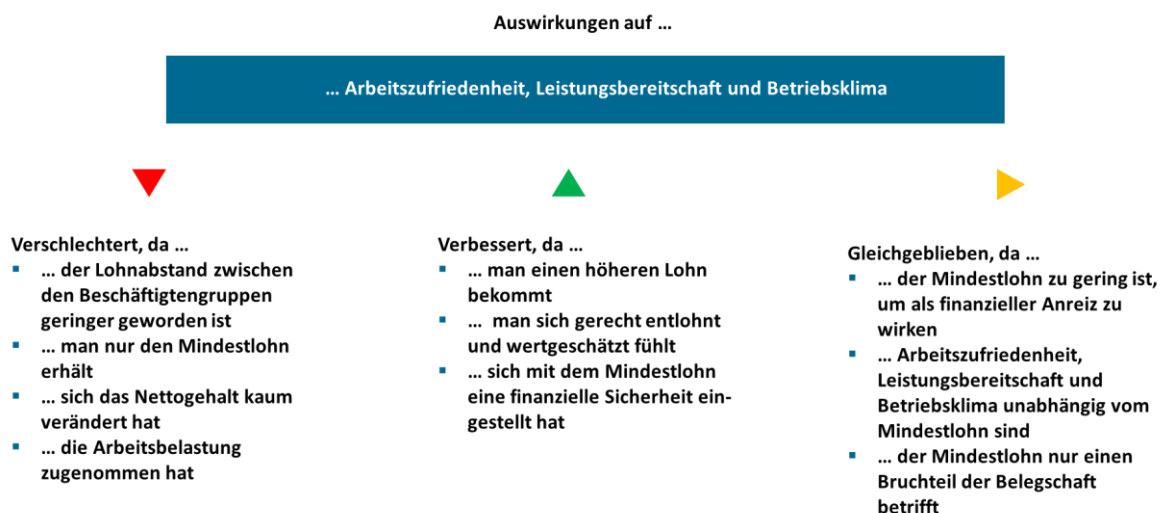 Auswirkungen auf ...
... Arbeitszufriedenheit, Leistungsbereitschaft und Betriebsklima
Verschlechtert, da ...
▪ ... der Lohnabstand zwischen
den Beschäftigtengruppen
geringer geworden ist
▪ ... man nur den Mindestlohn
erhält
▪ ... sich das Nettogehalt kaum
verändert hat
▪ ... die Arbeitsbelastung
zugenommen hat
Verbessert, da ...
▪ ... man einen höheren Lohn
bekommt
▪ ... man sich gerecht entlohnt
und wertgeschätzt fühlt
▪ ... sich mit dem Mindestlohn
eine finanzielle Sicherheit ein-
gestellt hat
Gleichgeblieben, da ...
▪ ... der Mindestlohn zu gering ist,
um als finanzieller Anreiz zu
wirken
▪ ... Arbeitszufriedenheit,
Leistungsbereitschaft und
Betriebsklima unabhängig vom
Mindestlohn sind
▪ ... der Mindestlohn nur einen
Bruchteil der Belegschaft
betrifft